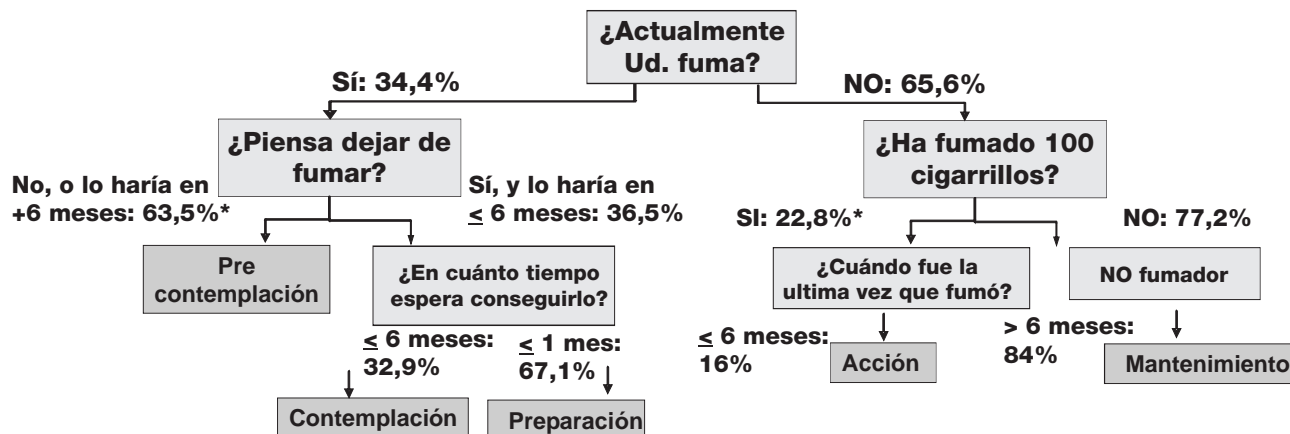 ¿Actualmente
Ud. fuma?
Sí: 34,4%
NO: 65,6%
¿Piensa dejar de
fumar?
¿Ha fumado 100
cigarrillos?
No, o lo haría en
+6 meses: 63,5%*
Sí, y lo haría en
≤ 6 meses: 36,5%
SI: 22,8%*
NO: 77,2%
Pre
contemplación
¿En cuánto tiempo
espera conseguirlo?
¿Cuándo fue la
ultima vez que fumó?
NO fumador
≤ 6 meses:
32,9%
≤ 1 mes:
67,1%
≤ 6 meses:
16%
> 6 meses:
84%
Acción
Mantenimiento
Contemplación
Preparación